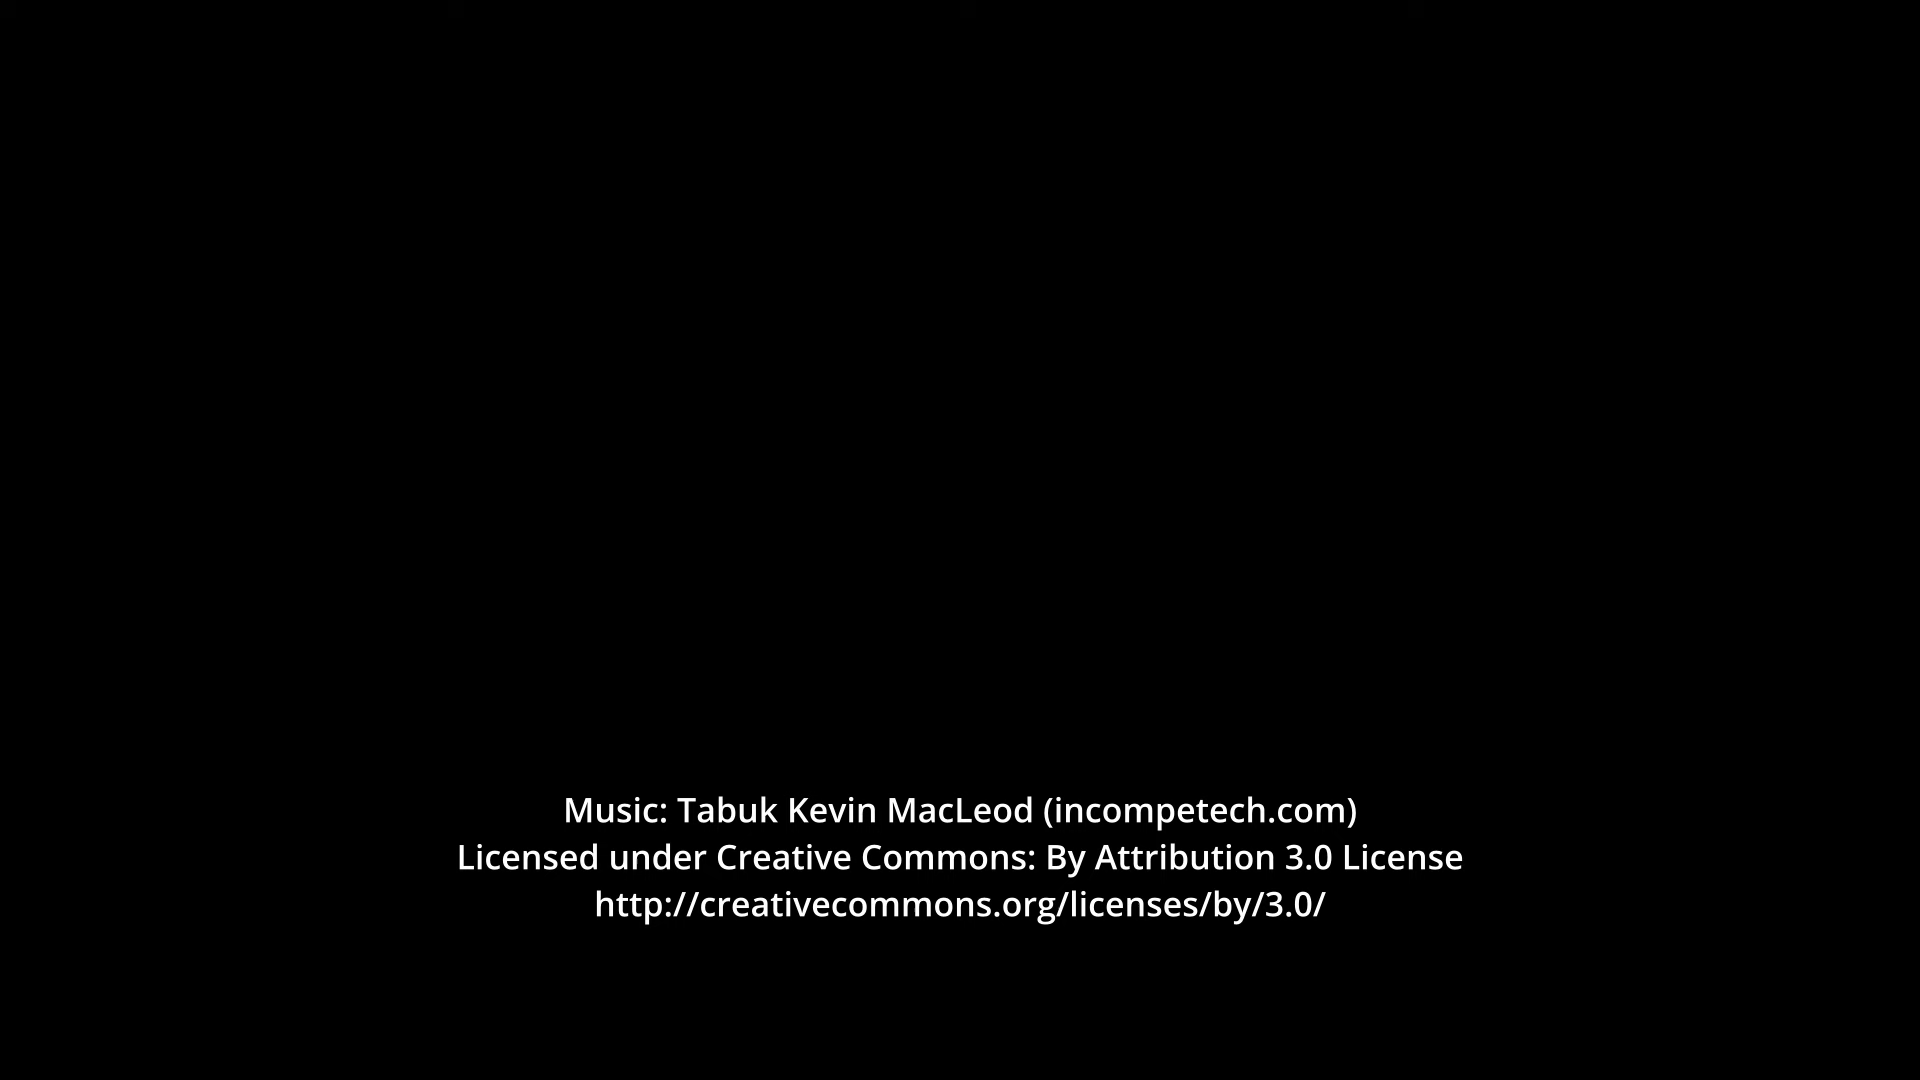 Music: Tabuk Kevin MacLeod (incompetech.com)
Licensed under Creative Commons: By Attribution 3.0 License
http://creativecommons.org/licenses/by/3.0/